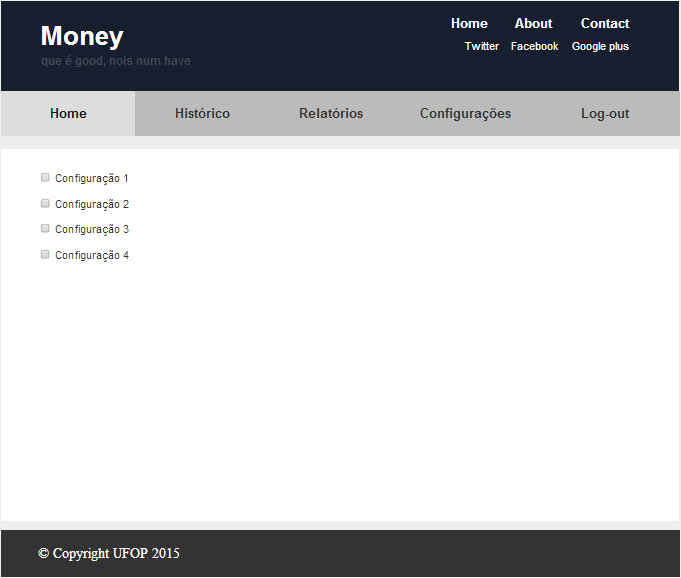 Money
que é good, nois num have
Home About Contact
Twitter Facebook Google plus
Home Histórico Relatórios Configurações Log-out
Configuração 1
Configuração 2
Configuração 3
Configuração 4
© Copyright UFOP 2015